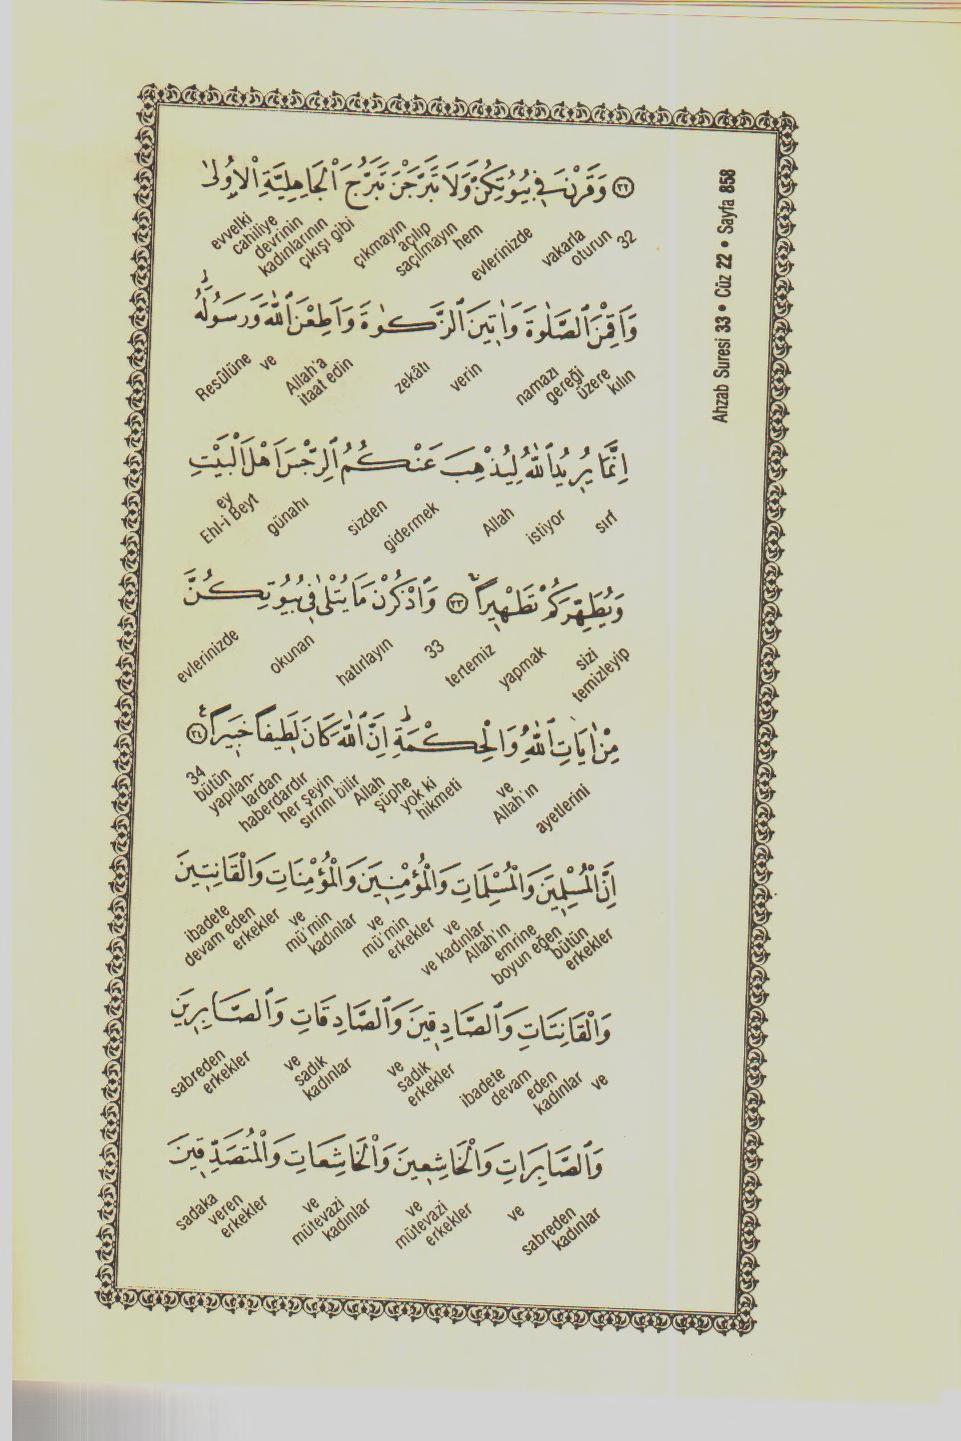 Ahzab Suresi 33 • Cüz 22 • Sayfa 858
﴿٣٢﴾ وَقَرْنَ فِي بُيُوتِكُنَّ وَلَا تَبَرَّجْنَ تَبَرُّجَ الْجَاهِلِيَّةِ الْاُولٰى
32 vakarla oturun evlerinizde hem açılıp saçılmayın çıkmayın evvelki cahiliye devrinin kadınlarının çıkışı gibi
وَاَقِمْنَ الصَّلٰوةَ وَاٰتِينَ الزَّكٰوةَ وَاَطِعْنَ اللّٰهَ وَرَسُولَهُ
namazı gereği üzere kılın verin zekâtı Allah'a itaat edin ve Resûlüne
اِنَّمَا يُرِيدُ اللّٰهُ لِيُذْهِبَ عَنْكُمُ الرِّجْسَ اَهْلَ الْبَيْتِ
sırf istiyor Allah gidermek sizden günahı ey Ehl-i Beyt
وَيُطَهِّرَكُمْ تَطْهِيرًا ﴿٣٣﴾ وَاذْكُرْنَ مَا يُتْلٰى فِي بُيُوتِكُنَّ
sizi temizleyip yapmak tertemiz 33 hatırlayın okunan evlerinizde
مِنْ اٰيَاتِ اللّٰهِ وَالْحِكْمَةِ اِنَّ اللّٰهَ كَانَ لَطِيفًا خَبِيرًا ﴿٣٤﴾
ayetlerini Allah'ın ve hikmeti yok ki şüphe Allah sırrını bilir her şeyin haberdardır bütün yapılan- lardan 34
اِنَّ الْمُسْلِمِينَ وَالْمُسْلِمَاتِ وَالْمُؤْمِنِينَ وَالْمُؤْمِنَاتِ وَالْقَانِتِينَ
bütün erkekler Allah'ın emrine boyun eğen ve ve kadınlar ve mü'min erkekler ve mü'min kadınlar ibadete devam eden erkekler
وَالْقَانِتَاتِ وَالصَّادِقِينَ وَالصَّادِقَاتِ وَالصَّابِرِينَ
ve ibadete devam eden kadınlar ve sadık erkekler ve sadık kadınlar sabreden erkekler
وَالصَّابِرَاتِ وَالْخَاشِعِينَ وَالْخَاشِعَاتِ وَالْمُتَصَدِّقِينَ
sabreden kadınlar ve ve mütevazi erkekler ve mütevazi kadınlar sadaka veren erkekler